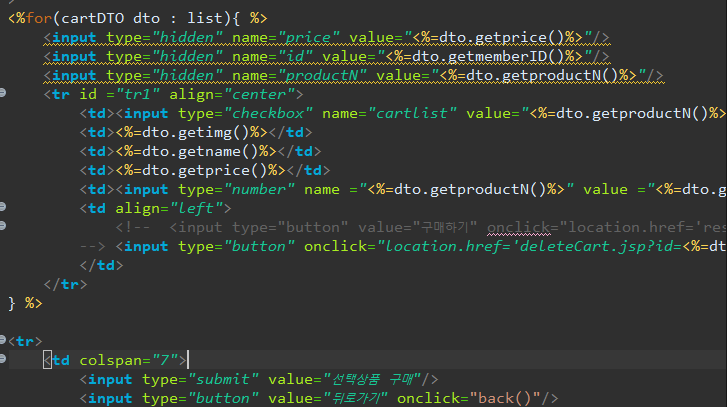 <%for(cartDTO dto : list){ %>
<input type="hidden" name="price" value="<%=dto.getprice()%>"/>
<input type="hidden" name="id" value="<%=dto.getmemberID()%>"/>
<input type="hidden" name="productN" value="<%=dto.getproductN()%>"/>
<tr id ="tr1" align="center">
<td><input type="checkbox" name="cartlist" value="<%=dto.getproductN()%>
<td><%=dto.getimg()%></td>
<td><%=dto.getname()%></td>
<td><%=dto.getprice()%></td>
<td><input type="number" name ="<%=dto.getproductN()%>" value ="<%=dto.g
<td align="left">
<!-- <input type="button" value="구매하기" onclick="location.href='res
--> <input type="button" onclick="location.href='deleteCart.jsp?id=<%=dt
</td>
</tr>
} %>
<tr>
<td colspan="7">
<input type="submit" value="선택상품 구매"/>
<input type="button" value="뒤로가기" onclick="back()"/>